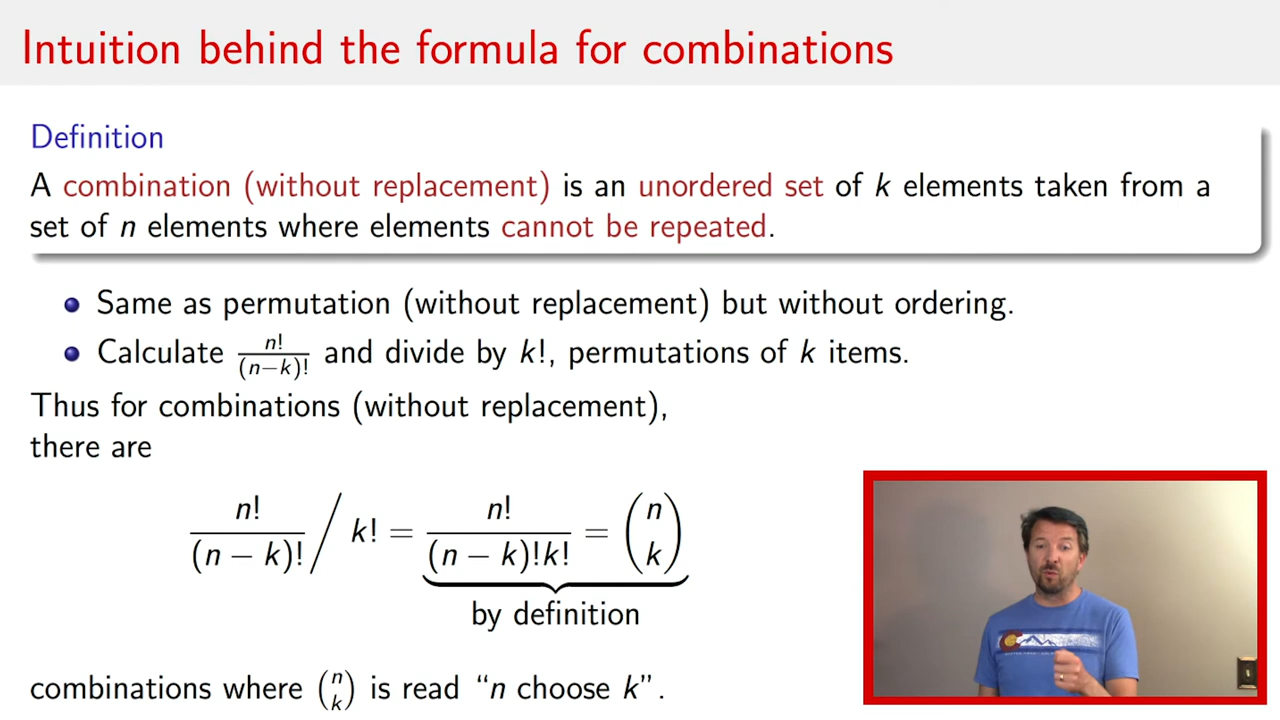 Intuition behind the formula for combinations
Definition
A combination (without replacement) is an unordered set of k elements taken from a
set of n elements where elements cannot be repeated.
Same as permutation (without replacement) but without ordering.
Calculate n!/(n−k)! and divide by k!, permutations of k items.
Thus for combinations (without replacement),
there are
n!/(n − k)! / k! = n!/((n − k)!k!) = (n k)
by definition
combinations where (n k) is read “n choose k”.